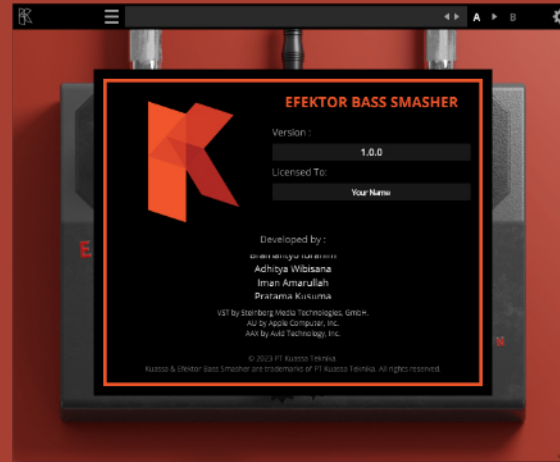 A B
EFEKTOR BASS SMASHER
Version :
1.0.0
Licensed To:
Your Name
Developed by :
Adhitya Wibisana
Iman Amarullah
Pratama Kusuma
VST by Steinberg Media Technologies, GmbH.
AU by Apple Computer, Inc.
AAX by Avid Technology, Inc.
© 2023 PT Kuassa Teknika.
Kuassa & Efektor Bass Smasher are trademarks of PT Kuassa Teknika. All rights reserved.